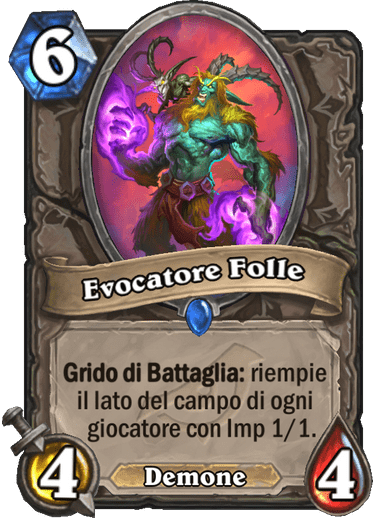 6
Evocatore Folle
Grido di Battaglia: riempie
il lato del campo di ogni
giocatore con Imp 1/1.
4
Demone
4